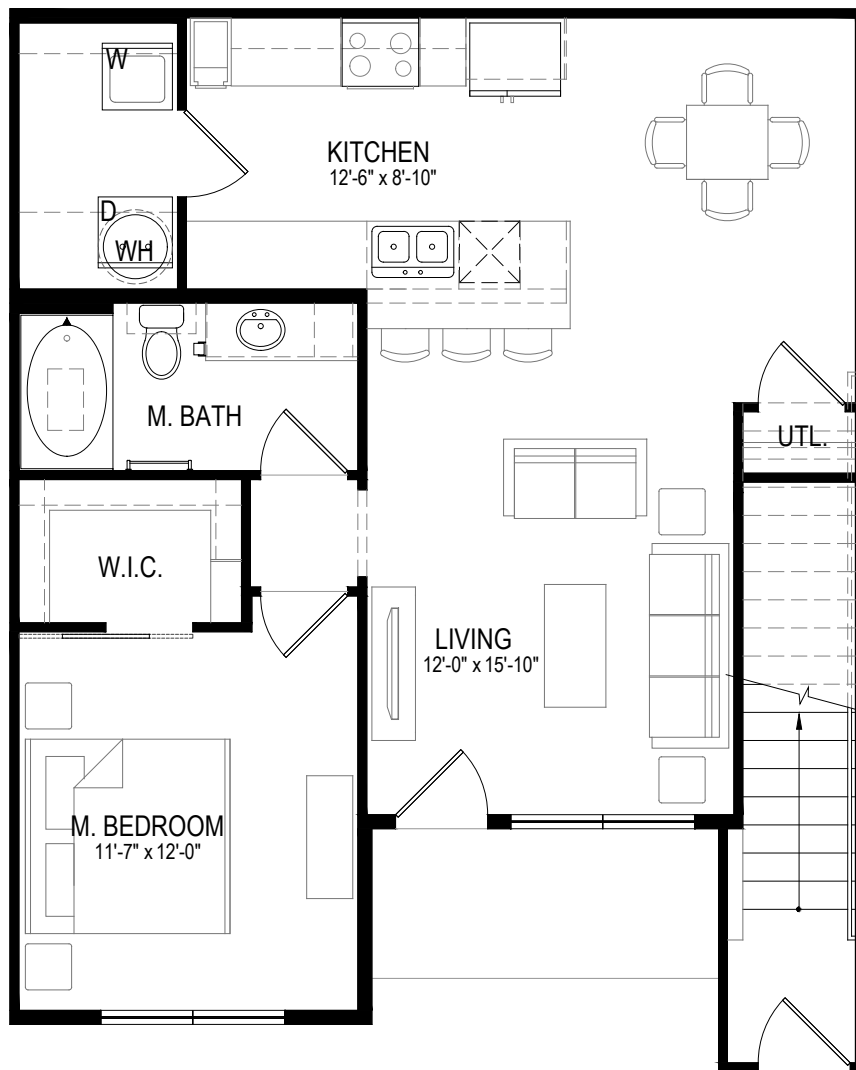 W
KITCHEN
12'-6" x 8'-10"
D
WH
M. BATH
UTL.
W.I.C.
LIVING
12'-0" x 15'-10"
M. BEDROOM
11'-7" x 12'-0"